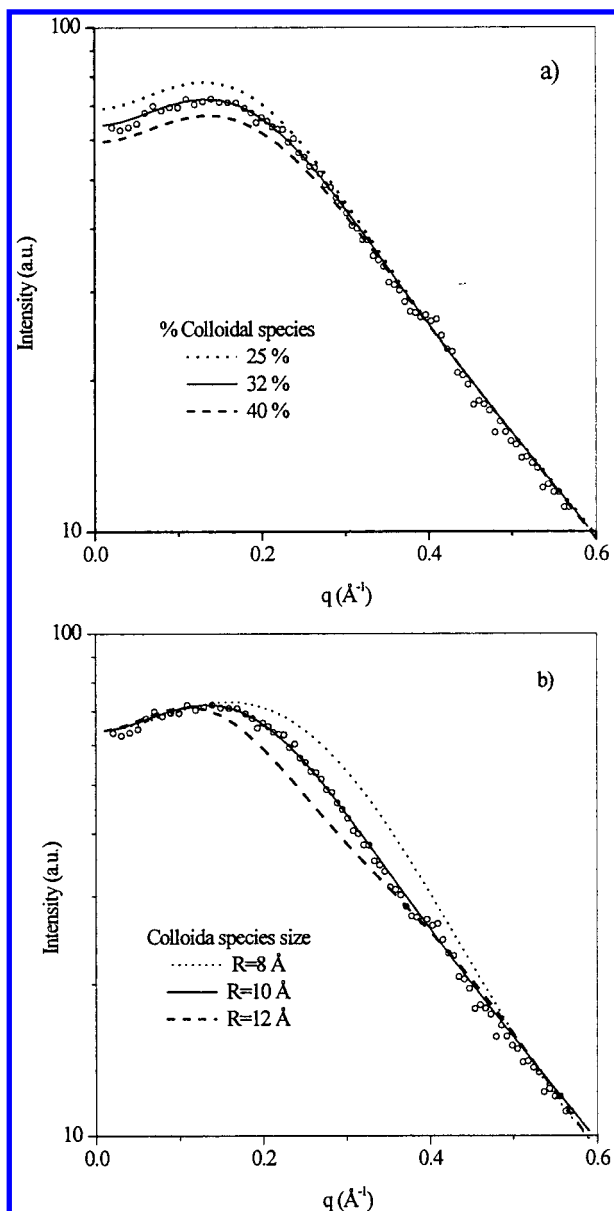 100
a)
Intensity (a.u.)
% Colloidal species
25 %
32 %
40 %
10
0.0 0.2 0.4 0.6
q (Å⁻¹)
100
b)
Intensity (a.u.)
Colloida species size
R=8 Å
R=10 Å
R=12 Å
10
0.0 0.2 0.4 0.6
q (Å⁻¹)